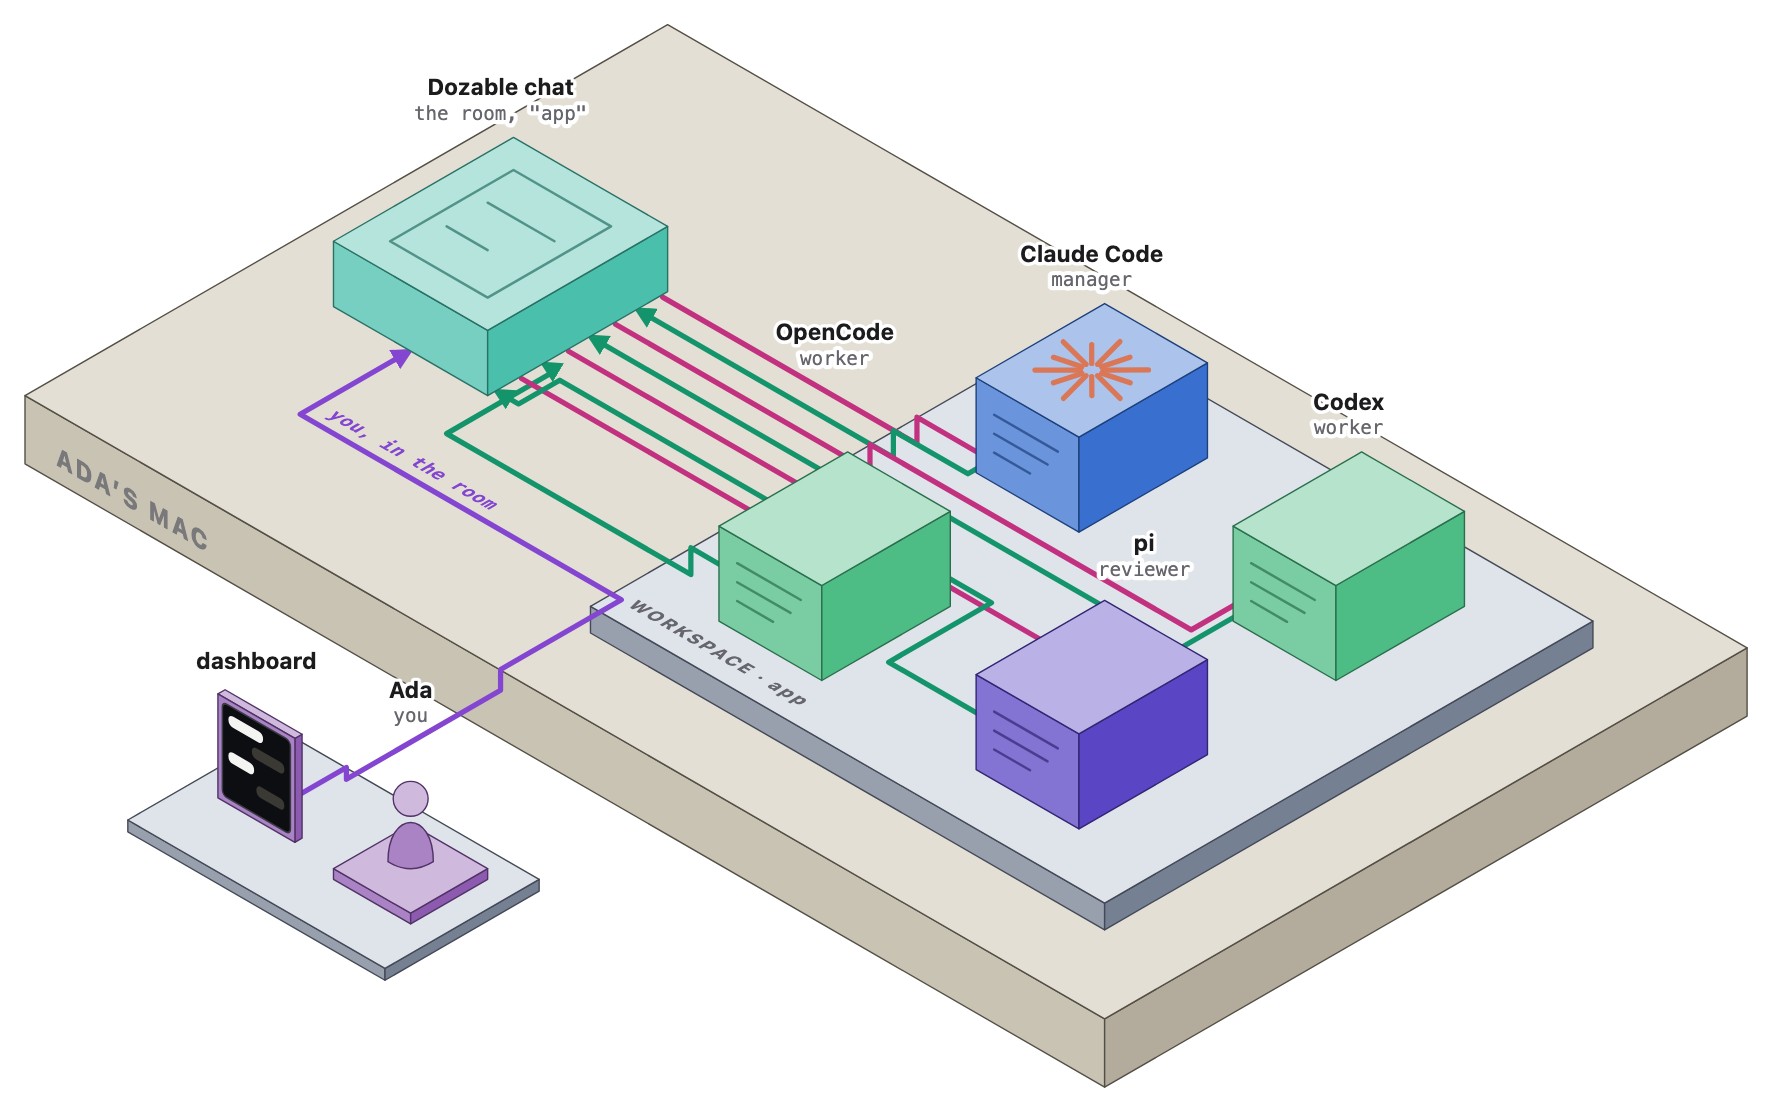 Dozable chat
the room, "app"
Claude Code
manager
OpenCode
worker
Codex
worker
you, in the room
ADA'S MAC
pi
reviewer
WORKSPACE · app
dashboard
Ada
you